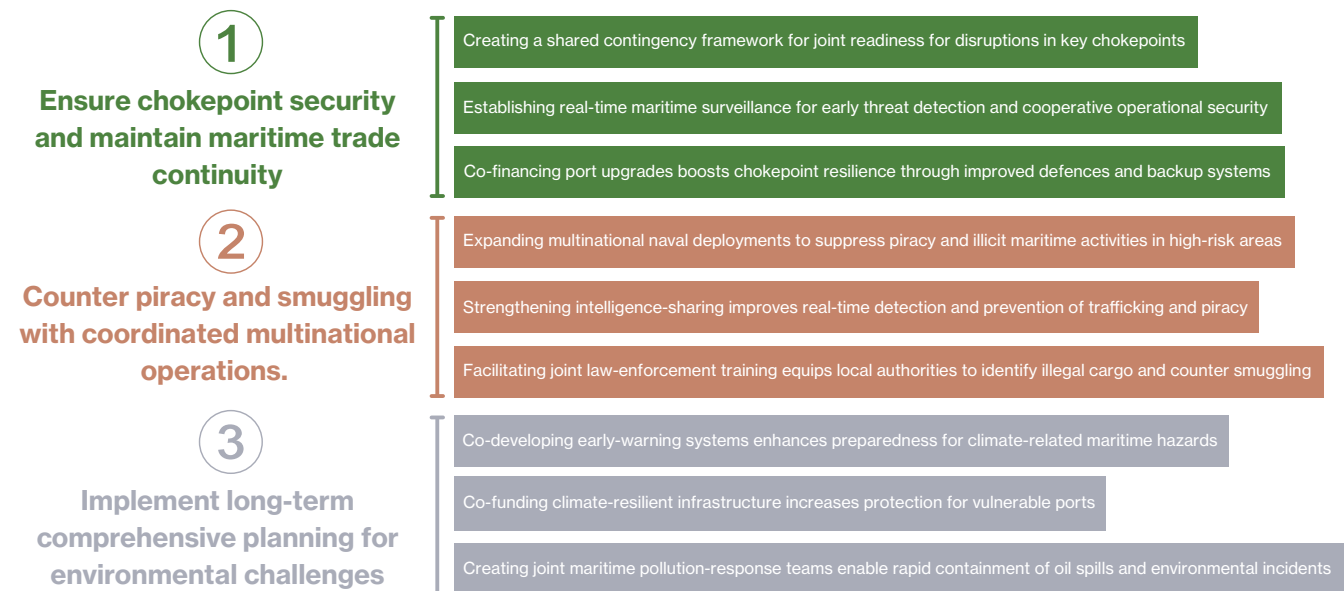 1
Ensure chokepoint security
and maintain maritime trade
continuity
Creating a shared contingency framework for joint readiness for disruptions in key chokepoints
Establishing real-time maritime surveillance for early threat detection and cooperative operational security
Co-financing port upgrades boosts chokepoint resilience through improved defences and backup systems
2
Counter piracy and smuggling
with coordinated multinational
operations.
Expanding multinational naval deployments to suppress piracy and illicit maritime activities in high-risk areas
Strengthening intelligence-sharing improves real-time detection and prevention of trafficking and piracy
Facilitating joint law-enforcement training equips local authorities to identify illegal cargo and counter smuggling
3
Implement long-term
comprehensive planning for
environmental challenges
Co-developing early-warning systems enhances preparedness for climate-related maritime hazards
Co-funding climate-resilient infrastructure increases protection for vulnerable ports
Creating joint maritime pollution-response teams enable rapid containment of oil spills and environmental incidents